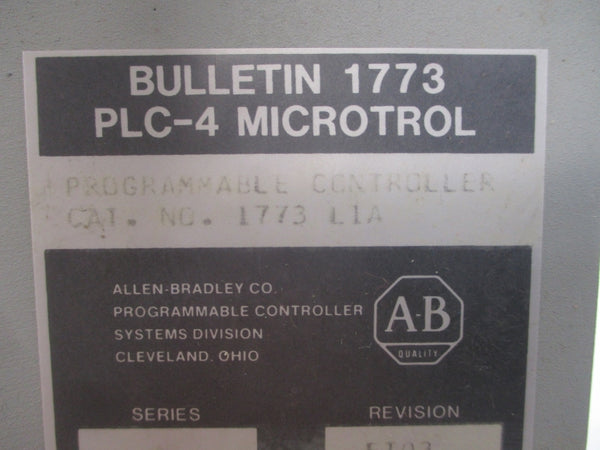 BULLETIN 1773
PLC-4 MICROTROL
PROGRAMMABLE CONTROLLER
CAT. NO. 1773 L1A
ALLEN-BRADLEY CO.
PROGRAMMABLE CONTROLLER
SYSTEMS DIVISION
CLEVELAND, OHIO
A-B
QUALITY
SERIES
REVISION